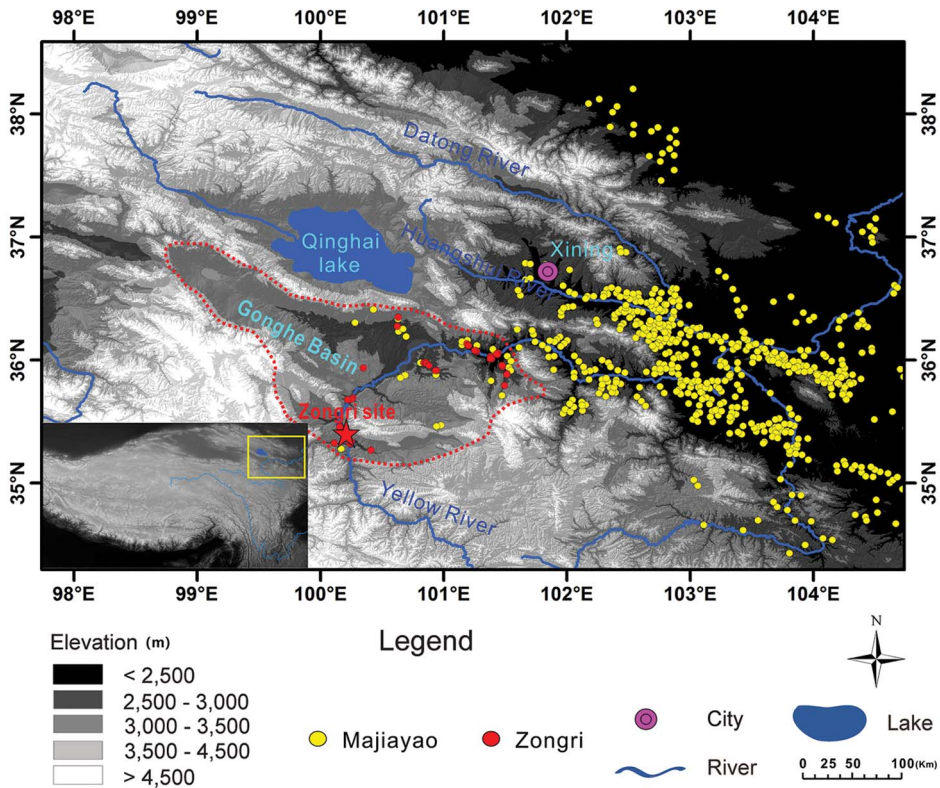 98°E 99°E 100°E 101°E 102°E 103°E 104°E
38°N 38°N
Datong River
37°N 37°N
Qinghai
lake
Huangshui River
Xining
Gonghe Basin
36°N 36°N
Zongri site
35°N 35°N
Yellow River
98°E 99°E 100°E 101°E 102°E 103°E 104°E
Elevation (m)
Legend
N
< 2,500
2,500 - 3,000
3,000 - 3,500
3,500 - 4,500
> 4,500
Majiayao
Zongri
City
Lake
River
0 25 50 100 (Km)